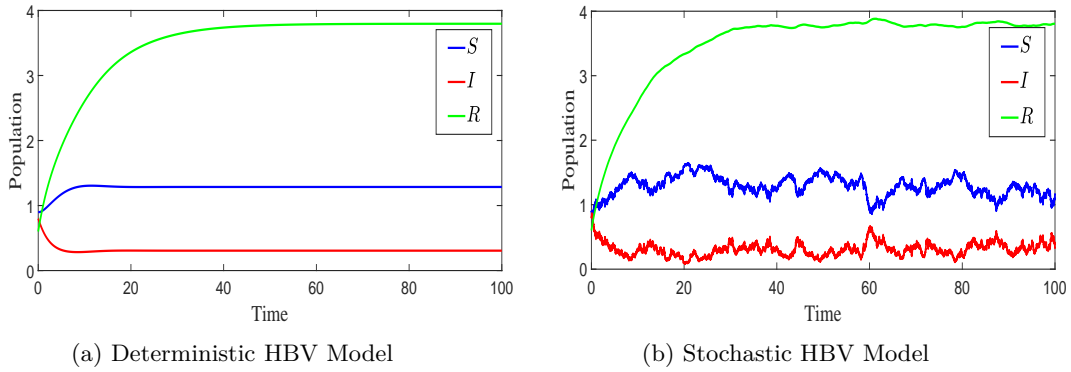 4
3
2
1
0
Population
0 20 40 60 80 100
Time
S
I
R
(a) Deterministic HBV Model
4
3
2
1
0
Population
0 20 40 60 80 100
Time
S
I
R
(b) Stochastic HBV Model